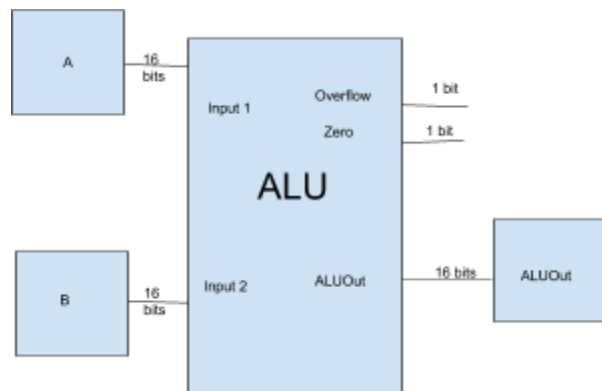 A
16
bits
Input 1
Overflow
1 bit
Zero
1 bit
ALU
B
16
bits
Input 2
ALUOut
16 bits
ALUOut